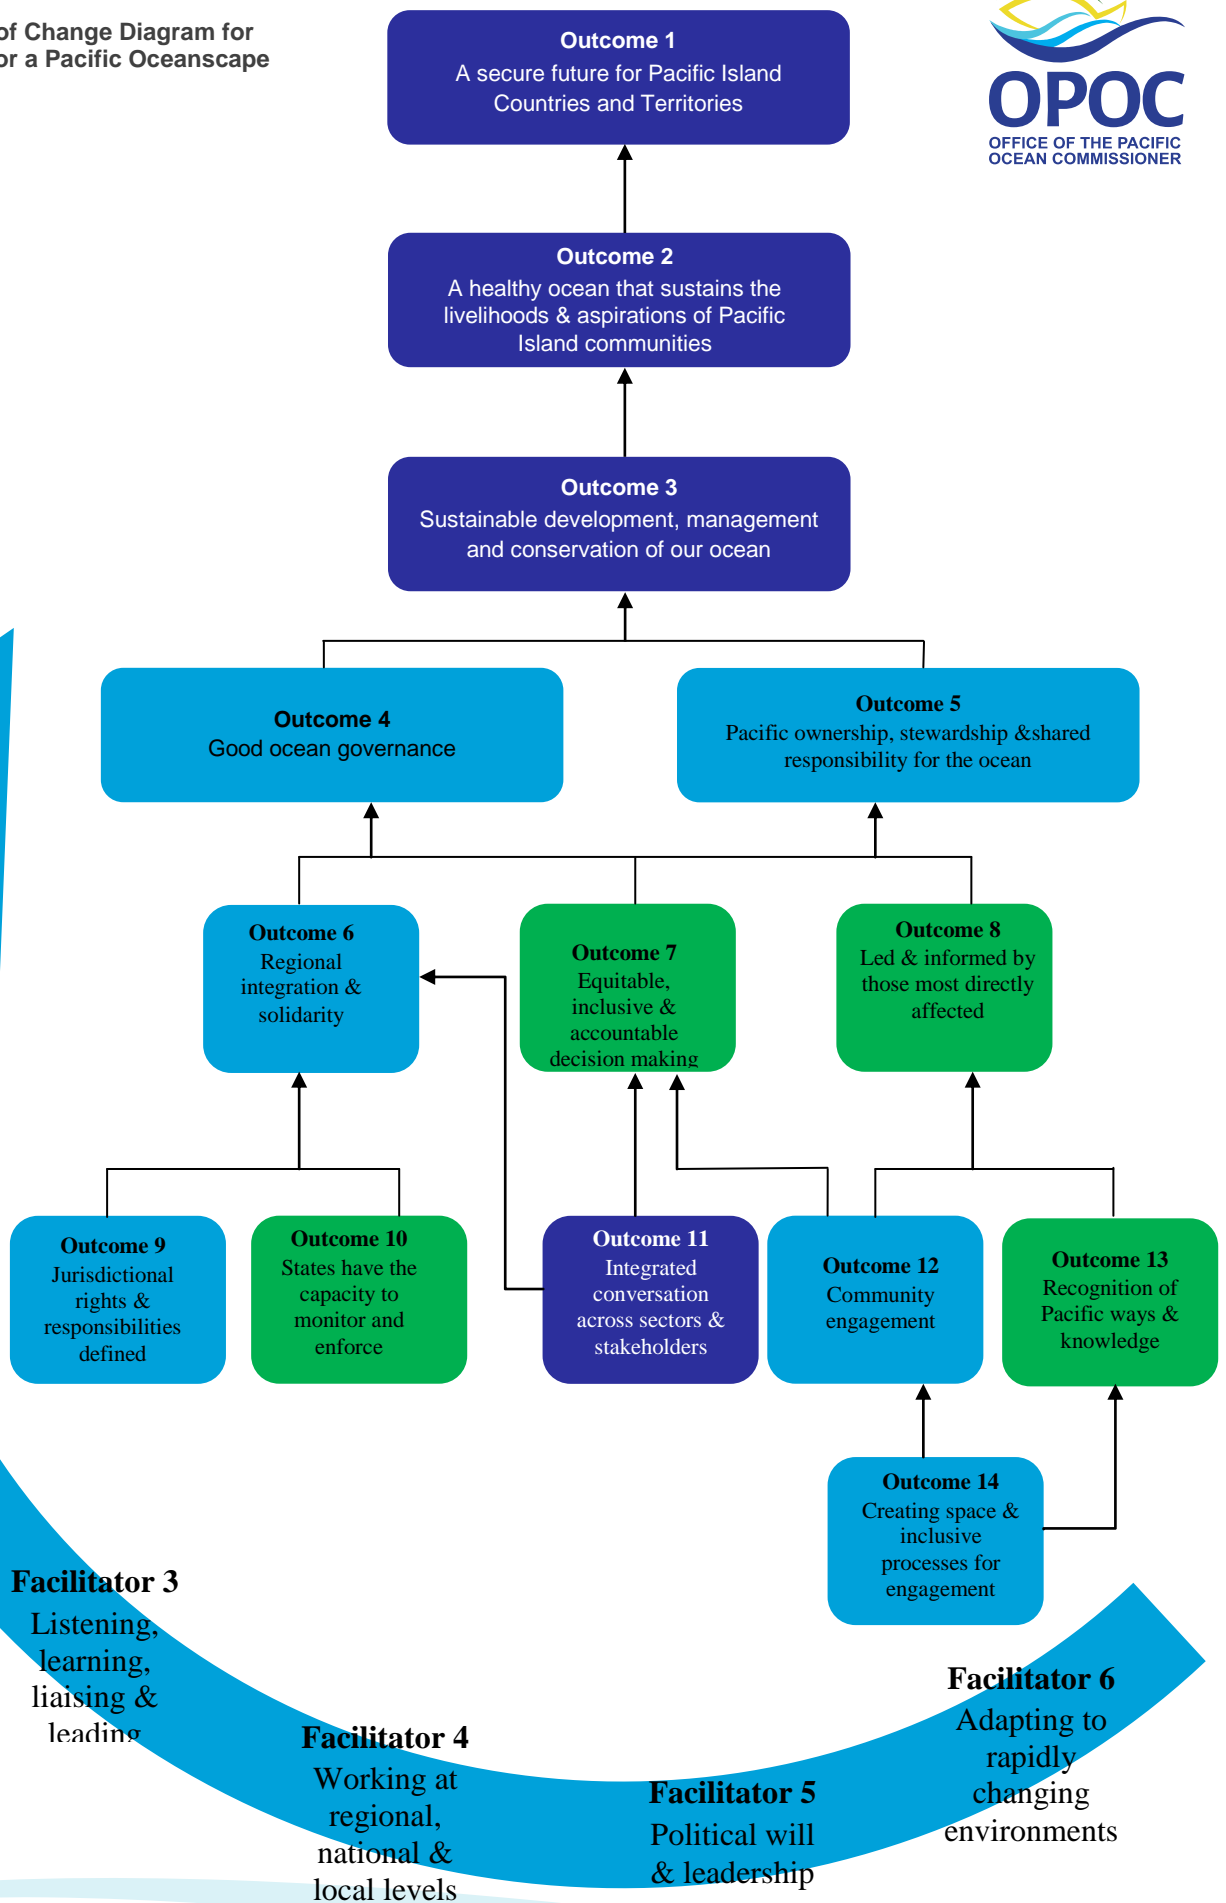 of Change Diagram for
or a Pacific Oceanscape
OPOC
OFFICE OF THE PACIFIC
OCEAN COMMISSIONER
Outcome 1
A secure future for Pacific Island
Countries and Territories
Outcome 2
A healthy ocean that sustains the
livelihoods & aspirations of Pacific
Island communities
Outcome 3
Sustainable development, management
and conservation of our ocean
Outcome 4
Good ocean governance
Outcome 5
Pacific ownership, stewardship &shared
responsibility for the ocean
Outcome 6
Regional
integration &
solidarity
Outcome 7
Equitable,
inclusive &
accountable
decision making
Outcome 8
Led & informed by
those most directly
affected
Outcome 9
Jurisdictional
rights &
responsibilities
defined
Outcome 10
States have the
capacity to
monitor and
enforce
Outcome 11
Integrated
conversation
across sectors &
stakeholders
Outcome 12
Community
engagement
Outcome 13
Recognition of
Pacific ways &
knowledge
Outcome 14
Creating space &
inclusive
processes for
engagement
Facilitator 3
Listening,
learning,
liaising &
leading
Facilitator 4
Working at
regional,
national &
local levels
Facilitator 5
Political will
& leadership
Facilitator 6
Adapting to
rapidly
changing
environments